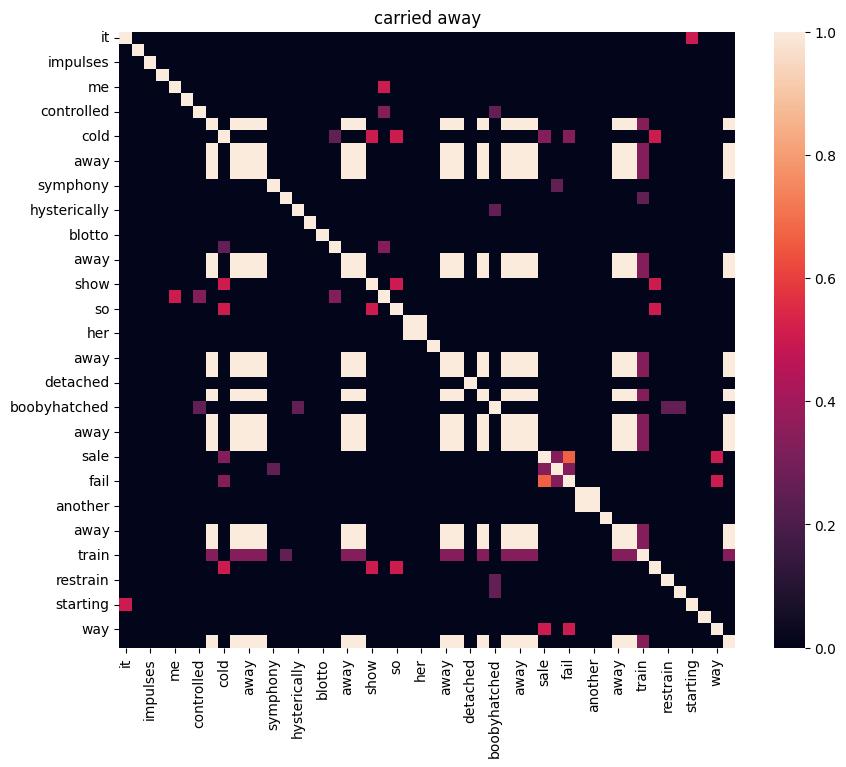 carried away
it
impulses
me
controlled
cold
away
symphony
hysterically
blotto
away
show
so
her
away
detached
boobyhatched
away
sale
fail
another
away
train
restrain
starting
way
it
impulses
me
controlled
cold
away
symphony
hysterically
blotto
away
show
so
her
away
detached
boobyhatched
away
sale
fail
another
away
train
restrain
starting
way
1.0
0.8
0.6
0.4
0.2
0.0